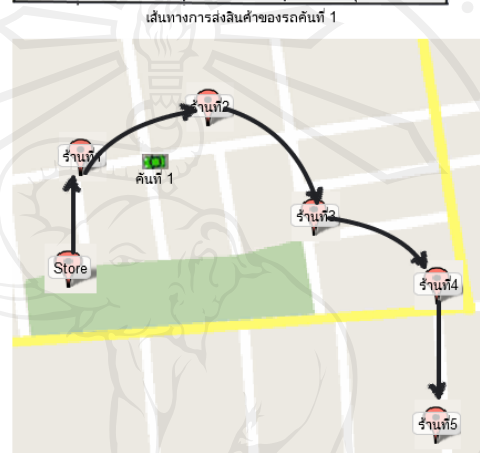 เส้นทางการส่งสินค้าของรถคันที่ 1
ร้านที่2
ร้านที่1
คันที่ 1
ร้านที่3
Store
ร้านที่4
ร้านที่5